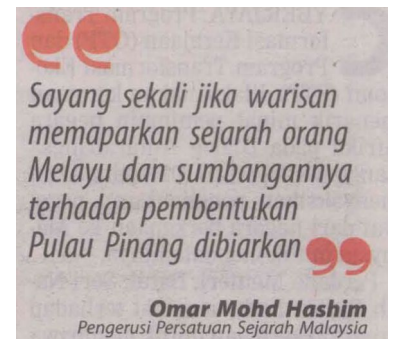 Sayang sekali jika warisan
memaparkan sejarah orang
Melayu dan sumbangannya
terhadap pembentukan
Pulau Pinang dibiarkan
Omar Mohd Hashim
Pengerusi Persatuan Sejarah Malaysia